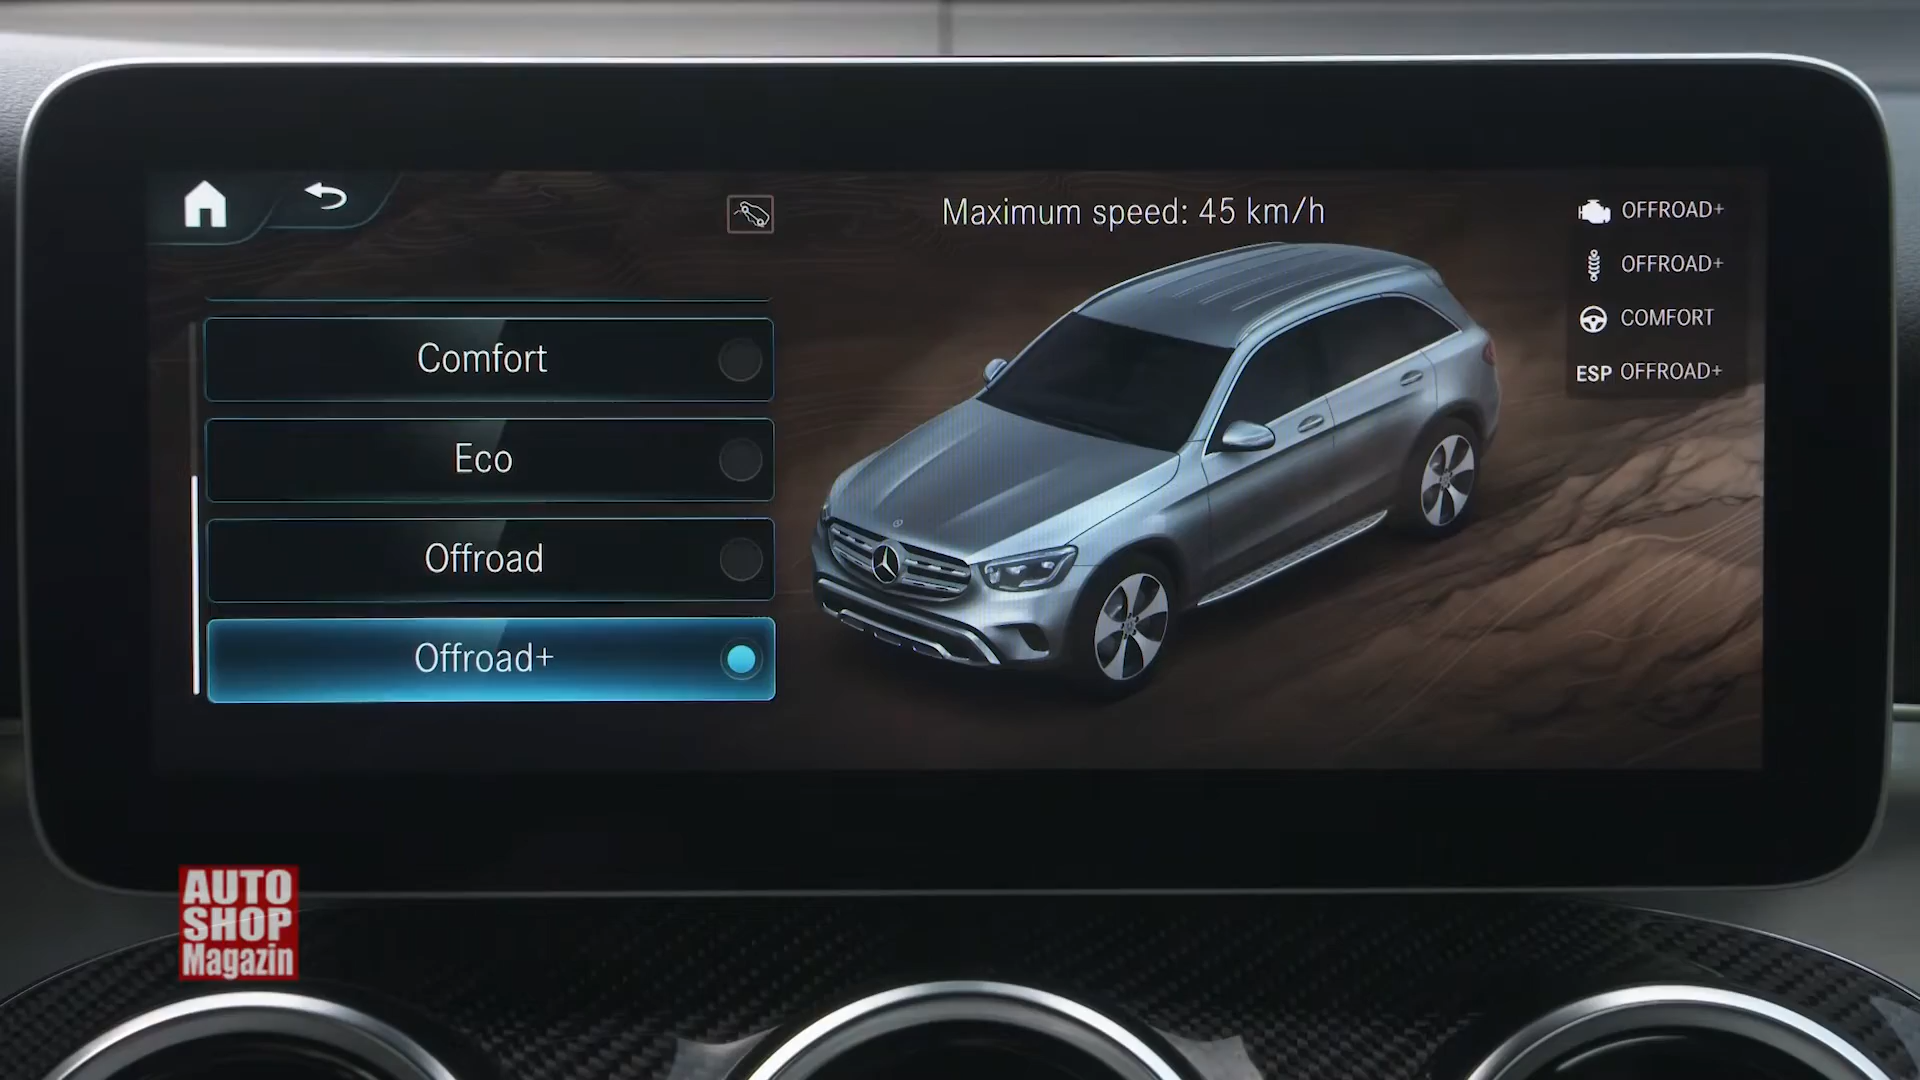 Maximum speed: 45 km/h
OFFROAD+
OFFROAD+
COMFORT
ESP OFFROAD+
Comfort
Eco
Offroad
Offroad+
AUTO
SHOP
Magazin